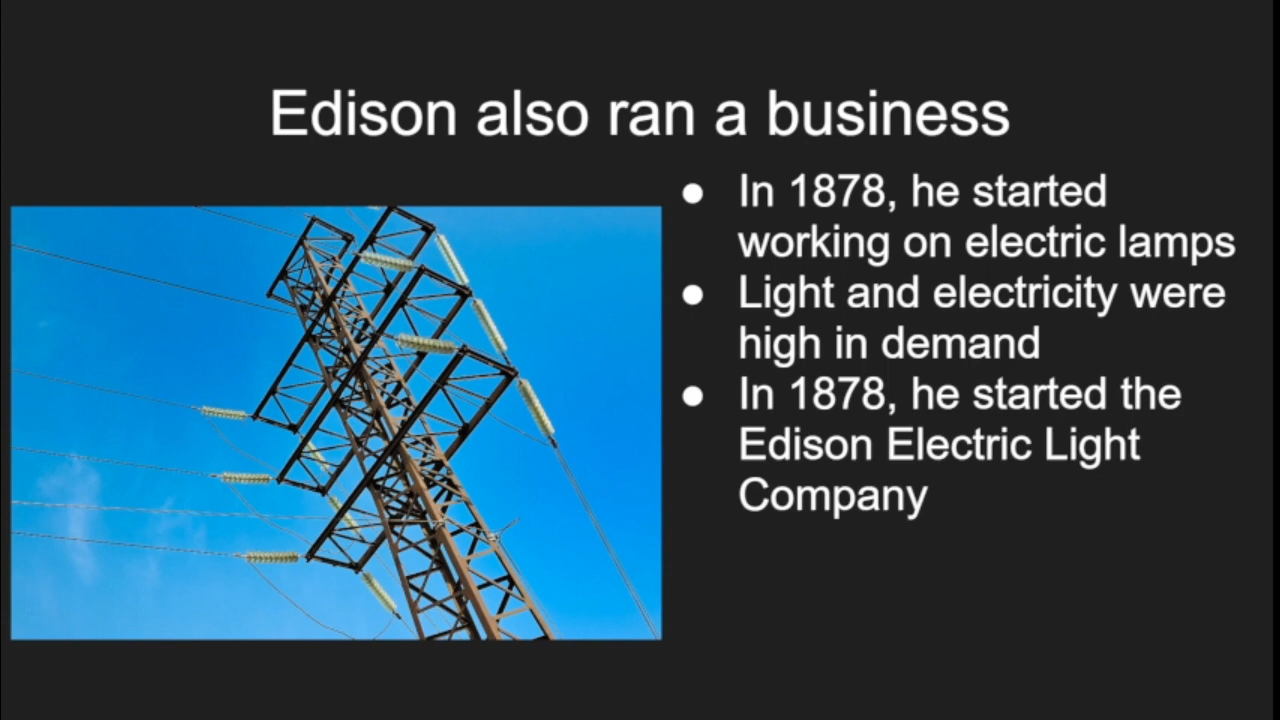 Edison also ran a business
● In 1878, he started
working on electric lamps
● Light and electricity were
high in demand
● In 1878, he started the
Edison Electric Light
Company